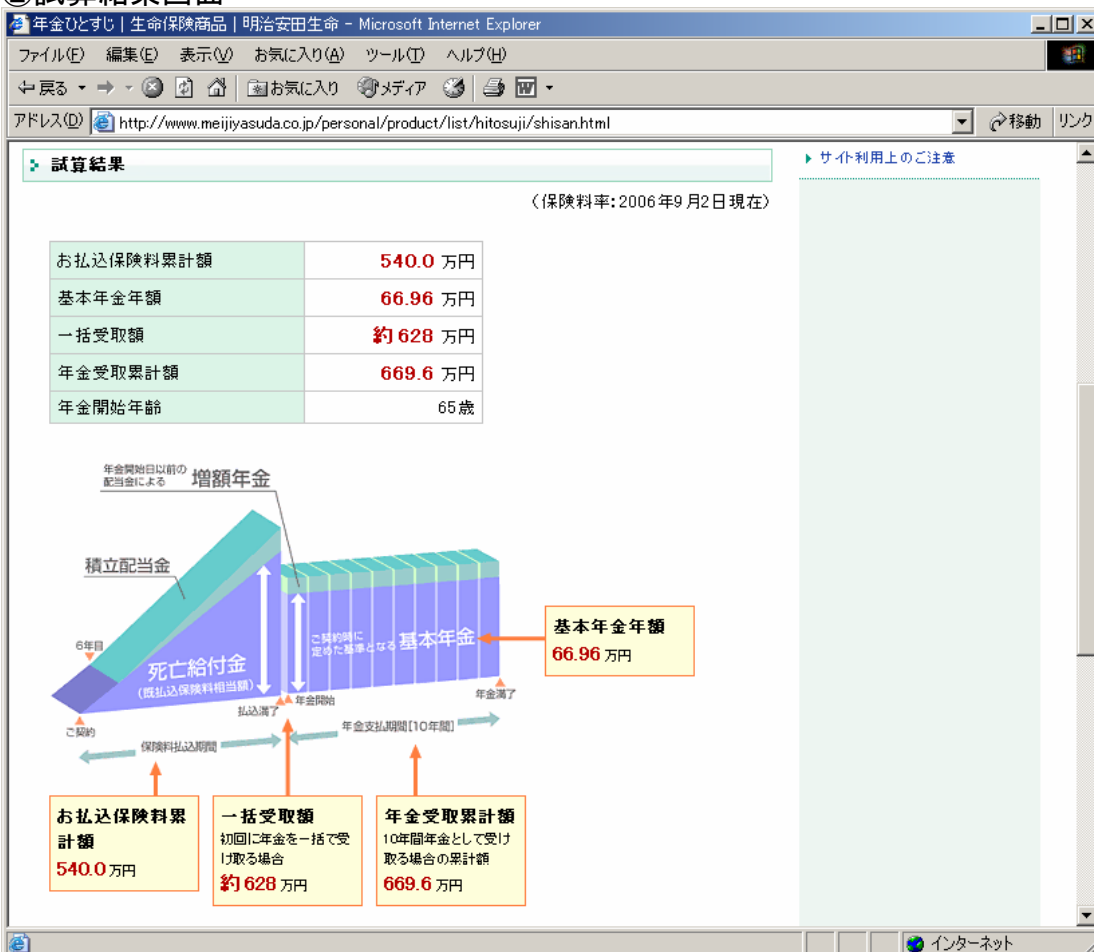 ②試算結果画面
年金ひとすじ | 生命保険商品 | 明治安田生命 - Microsoft Internet Explorer
ファイル(F) 編集(E) 表示(V) お気に入り(A) ツール(T) ヘルプ(H)
戻る お気に入り メディア
アドレス(D) http://www.meijiyasuda.co.jp/personal/product/list/hitosuji/shisan.html 移動 リンク
試算結果
サイト利用上のご注意
(保険料率:2006年9月2日現在)
お払込保険料累計額 540.0 万円
基本年金年額 66.96 万円
一括受取額 約 628 万円
年金受取累計額 669.6 万円
年金開始年齢 65歳
年金開始日以前の
配当金による 増額年金
積立配当金
6年目
死亡給付金
(既払込保険料相当額)
ご契約時に
定めた基準となる 基本年金
基本年金年額
66.96 万円
ご契約
払込満了
年金開始
年金満了
保険料払込期間
年金支払期間[10年間]
お払込保険料累
計額
540.0 万円
一括受取額
初回に年金を一括で受
け取る場合
約 628 万円
年金受取累計額
10年間年金として受け
取る場合の累計額
669.6 万円
インターネット